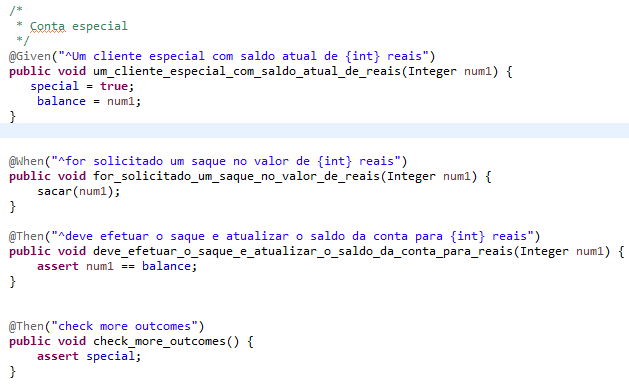 /*
 * Conta especial
 */
@Given("^Um cliente especial com saldo atual de {int} reais")
public void um_cliente_especial_com_saldo_atual_de_reais(Integer num1) {
   special = true;
    balance = num1;
}
@When("^for solicitado um saque no valor de {int} reais")
public void for_solicitado_um_saque_no_valor_de_reais(Integer num1) {
    sacar(num1);
}
@Then("^deve efetuar o saque e atualizar o saldo da conta para {int} reais")
public void deve_efetuar_o_saque_e_atualizar_o_saldo_da_conta_para_reais(Integer num1) {
    assert num1 == balance;
}
@Then("check more outcomes")
public void check_more_outcomes() {
    assert special;
}